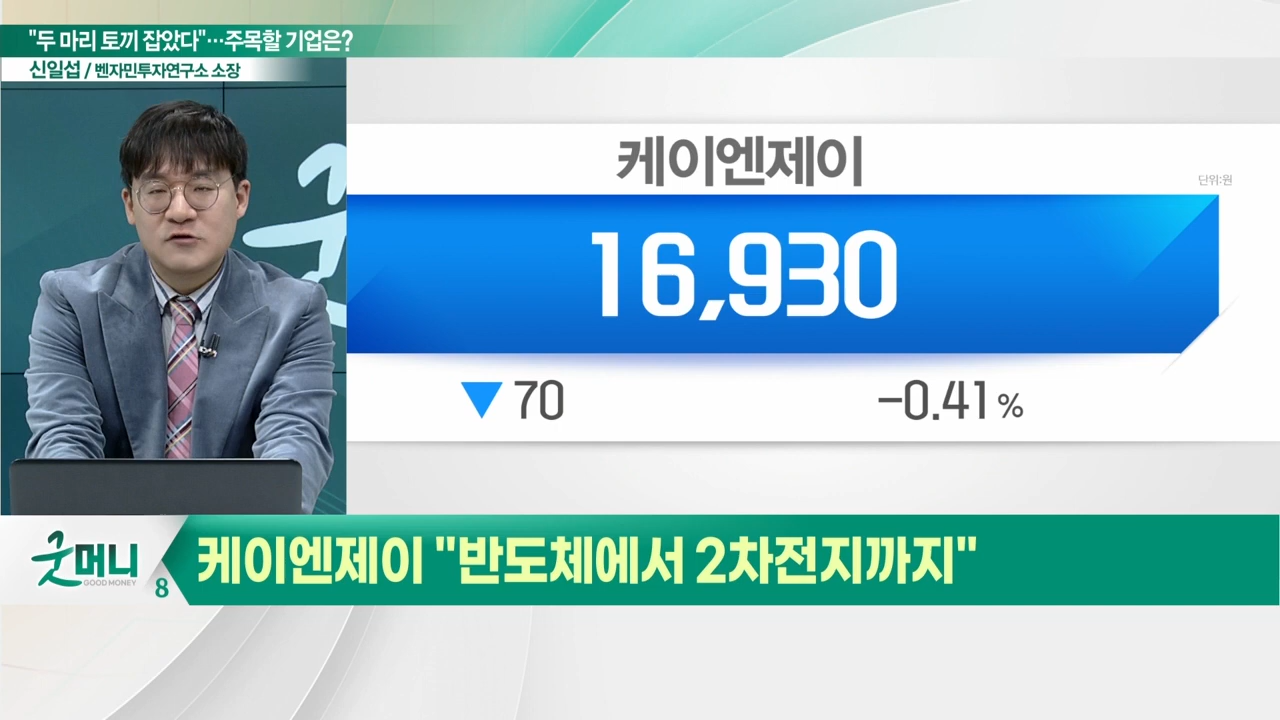 "두 마리 토끼 잡았다"…주목할 기업은?
신일섭 / 벤자민투자연구소 소장
케이엔제이
단위:원
16,930
▼ 70 -0.41 %
굿머니
GOOD MONEY
8
케이엔제이 "반도체에서 2차전지까지"